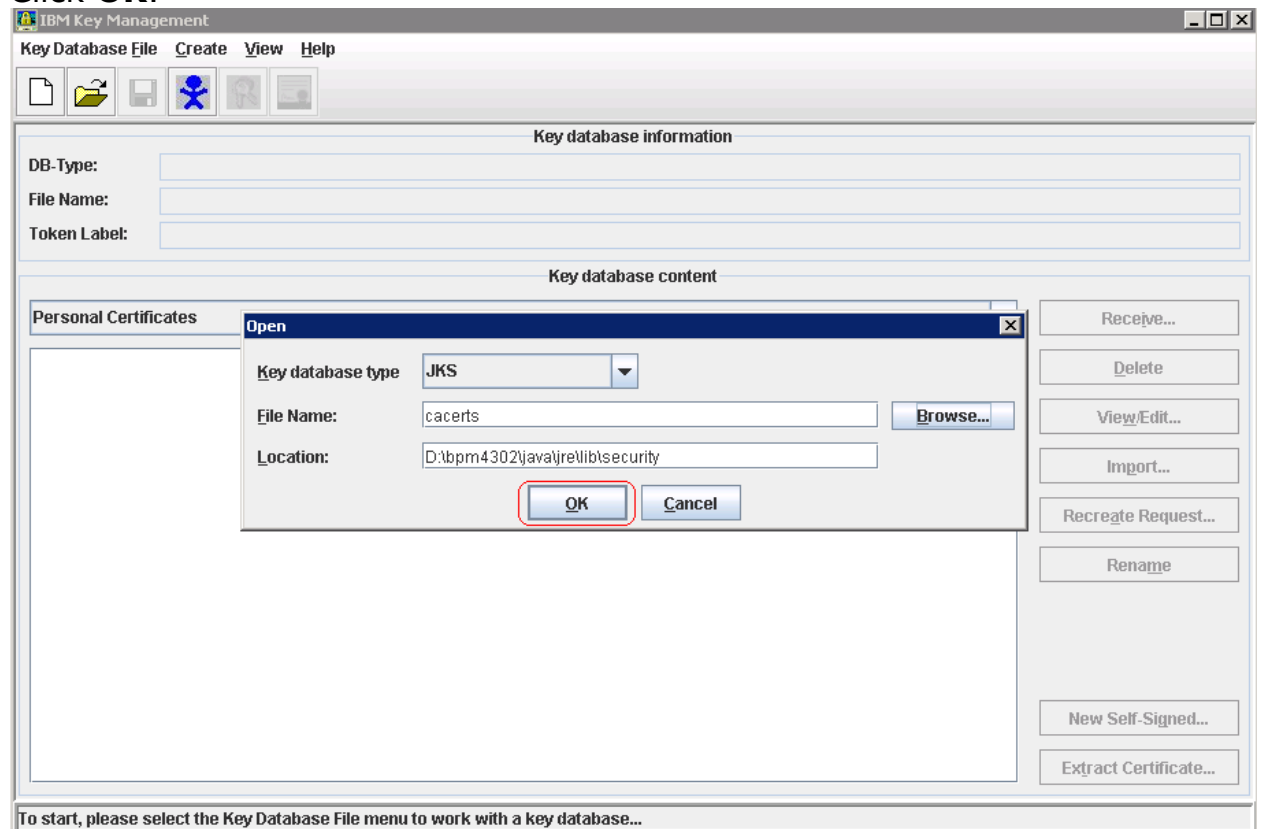 Click OK.
IBM Key Management
Key Database File Create View Help
Key database information
DB-Type:
File Name:
Token Label:
Key database content
Personal Certificates
Receive...
Open
Key database type JKS
Delete
File Name: cacerts Browse...
View/Edit...
Location: D:\bpm4302\java\jre\lib\security
Import...
OK Cancel
Recreate Request...
Rename
New Self-Signed...
Extract Certificate...
To start, please select the Key Database File menu to work with a key database...